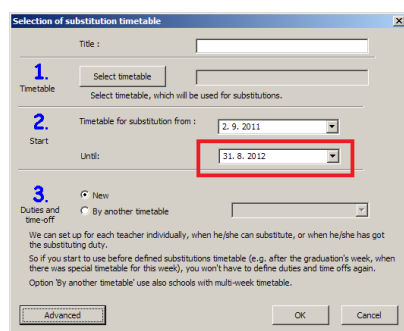 Selection of substitution timetable
Title :
1.
Timetable
Select timetable
Select timetable, which will be used for substitutions.
2.
Start
Timetable for substitution from :
2. 9. 2011
Until:
31. 8. 2012
3.
Duties and
time-off
New
By another timetable
We can set up for each teacher individually, when he/she can substitute, or when he/she has got
the substituting duty.
So if you start to use before defined substitutions timetable (e.g. after the graduation's week, when
there was special timetable for this week), you won't have to define duties and time offs again.
Option 'By another timetable' use also schools with multi-week timetable.
Advanced
OK
Cancel